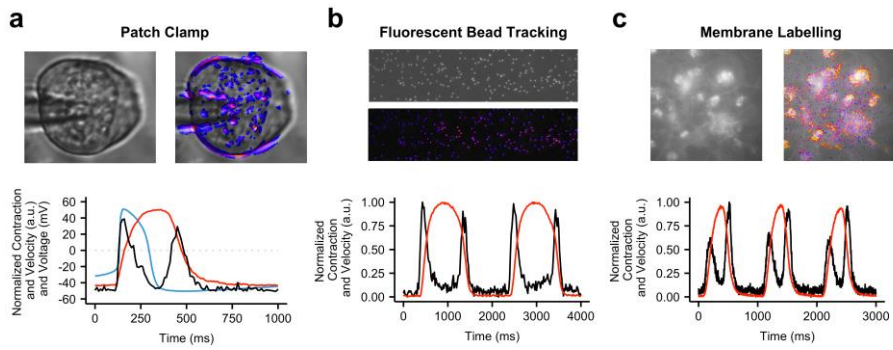 a
Patch Clamp
b
Fluorescent Bead Tracking
c
Membrane Labelling
Normalized Contraction
and Velocity (a.u.)
and Voltage (mV)
60
40
20
0
-20
-40
-60
0
250
500
750
1000
Time (ms)
Normalized
Contraction
and Velocity (a.u.)
1.00
0.75
0.50
0.25
0.00
0
1000
2000
3000
4000
Time (ms)
Normalized
Contraction
and Velocity (a.u.)
1.00
0.75
0.50
0.25
0.00
0
1000
2000
3000
Time (ms)